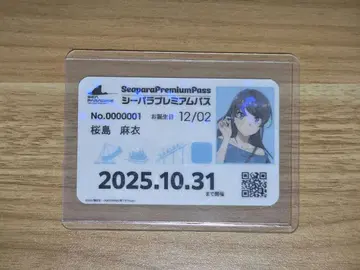 SeaparaPremiumPass
シーパラプレミアムパス
No.0000001 お誕生日 12/02
桜島 麻衣
2025.10.31
まで有効